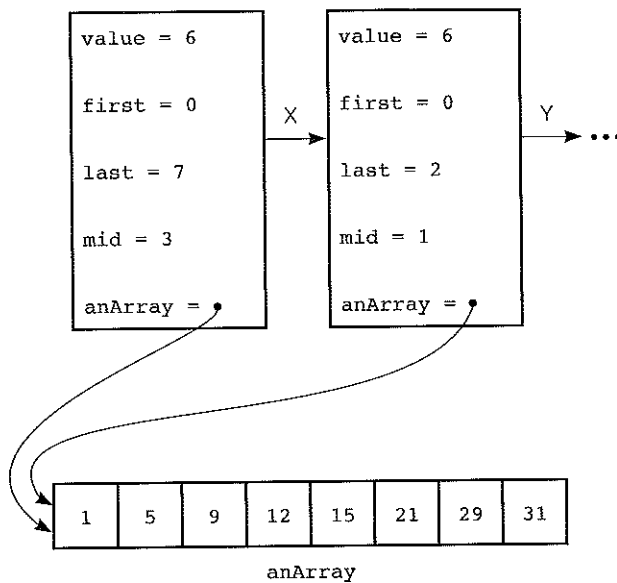 value = 6
first = 0
last = 7
mid = 3
anArray =
X
value = 6
first = 0
last = 2
mid = 1
anArray =
Y
•••
1 5 9 12 15 21 29 31
anArray